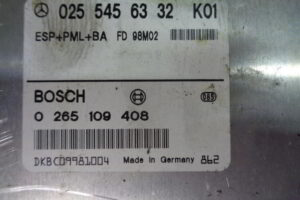 025 545 63 32 K01
ESP+PML+BA FD 98M02
BOSCH
0 265 109 408
DKBC09981004 Made in Germany 862